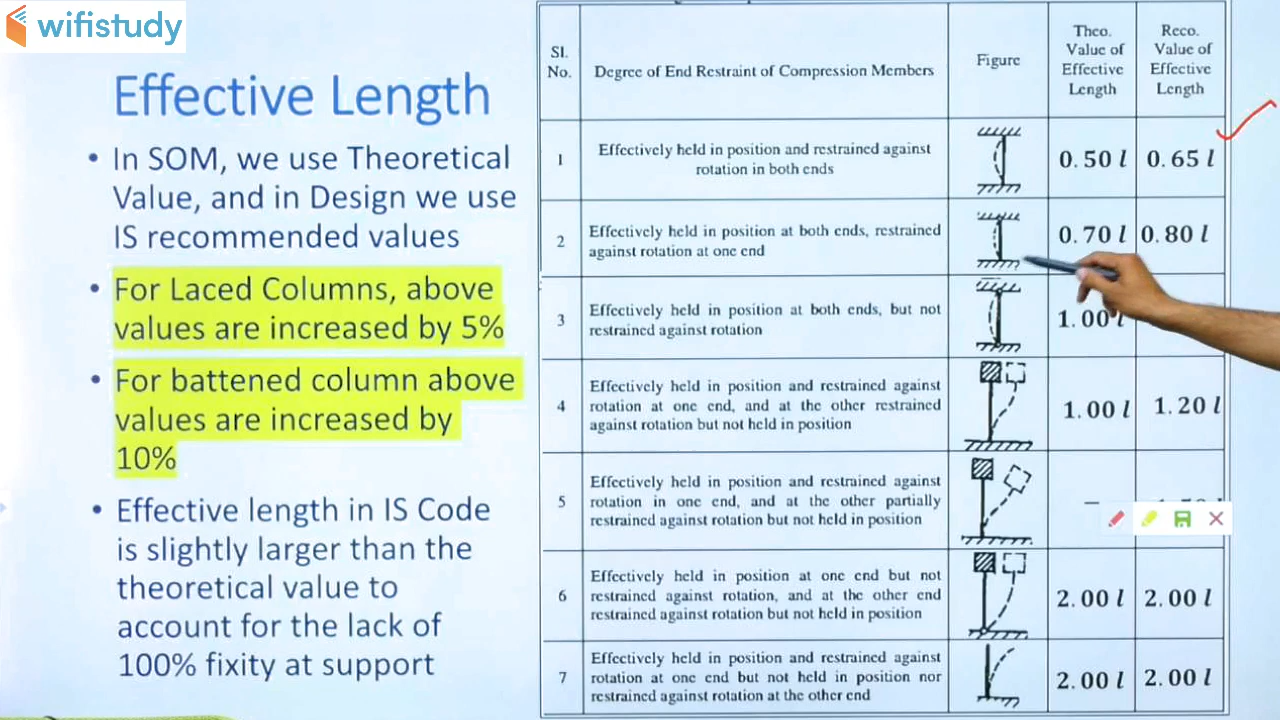 wifistudy
Effective Length
• In SOM, we use Theoretical
Value, and in Design we use
IS recommended values
• For Laced Columns, above
values are increased by 5%
• For battened column above
values are increased by
10%
• Effective length in IS Code
is slightly larger than the
theoretical value to
account for the lack of
100% fixity at support
Sl.
No.
Degree of End Restraint of Compression Members
Figure
Theo.
Value of
Effective
Length
Reco.
Value of
Effective
Length
1
Effectively held in position and restrained against
rotation in both ends
0.50 l
0.65 l
2
Effectively held in position at both ends, restrained
against rotation at one end
0.70 l
0.80 l
3
Effectively held in position at both ends, but not
restrained against rotation
1.00 l
4
Effectively held in position and restrained against
rotation at one end, and at the other restrained
against rotation but not held in position
1.00 l
1.20 l
5
Effectively held in position and restrained against
rotation in one end, and at the other partially
restrained against rotation but not held in position
–
6
Effectively held in position at one end but not
restrained against rotation, and at the other end
restrained against rotation but not held in position
2.00 l
2.00 l
7
Effectively held in position and restrained against
rotation at one end but not held in position nor
restrained against rotation at the other end
2.00 l
2.00 l